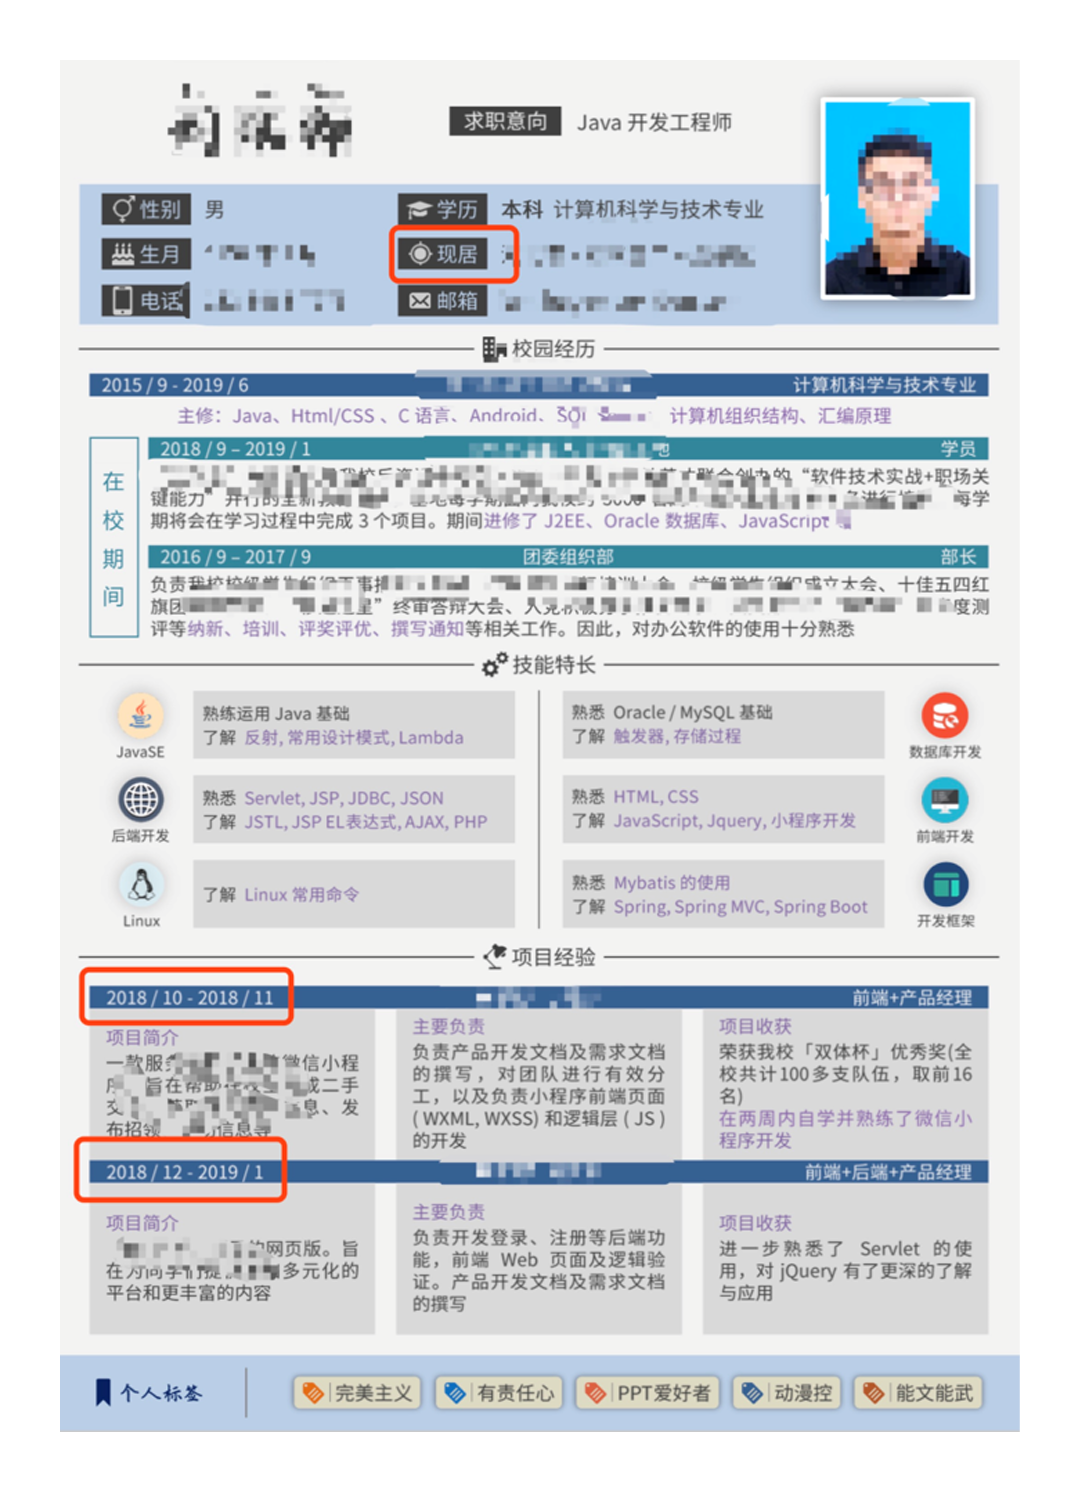 求职意向 Java 开发工程师
性别 男
学历 本科 计算机科学与技术专业
生月
现居
电话
邮箱
校园经历
2015 / 9 - 2019 / 6 计算机科学与技术专业
主修：Java、Html/CSS 、C 语言、Android、 计算机组织结构、汇编原理
在校期间
2018 / 9 – 2019 / 1 学员
“软件技术实战+职场关
键能力” 每学
期将会在学习过程中完成 3 个项目。期间进修了 J2EE、Oracle 数据库、JavaScript
2016 / 9 – 2017 / 9 团委组织部 部长
负责 成立大会、十佳五四红
旗团 ”终审答辩大会、 度测
评等纳新、培训、评奖评优、撰写通知等相关工作。因此，对办公软件的使用十分熟悉
技能特长
JavaSE
熟练运用 Java 基础
了解 反射, 常用设计模式, Lambda
熟悉 Oracle / MySQL 基础
了解 触发器, 存储过程
数据库开发
后端开发
熟悉 Servlet, JSP, JDBC, JSON
了解 JSTL, JSP EL表达式, AJAX, PHP
熟悉 HTML, CSS
了解 JavaScript, Jquery, 小程序开发
前端开发
Linux
了解 Linux 常用命令
熟悉 Mybatis 的使用
了解 Spring, Spring MVC, Spring Boot
开发框架
项目经验
2018 / 10 - 2018 / 11 前端+产品经理
项目简介
一款服 微信小程
旨在帮助 成二手
息、发
布招领 信息等
主要负责
负责产品开发文档及需求文档
的撰写，对团队进行有效分
工，以及负责小程序前端页面
( WXML, WXSS) 和逻辑层 ( JS )
的开发
项目收获
荣获我校「双体杯」优秀奖(全
校共计100多支队伍，取前16
名)
在两周内自学并熟练了微信小
程序开发
2018 / 12 - 2019 / 1 前端+后端+产品经理
项目简介
网页版。旨
在为同学们提 多元化的
平台和更丰富的内容
主要负责
负责开发登录、注册等后端功
能，前端 Web 页面及逻辑验
证。产品开发文档及需求文档
的撰写
项目收获
进一步熟悉了 Servlet 的使
用，对 jQuery 有了更深的了解
与应用
个人标签 完美主义 有责任心 PPT爱好者 动漫控 能文能武